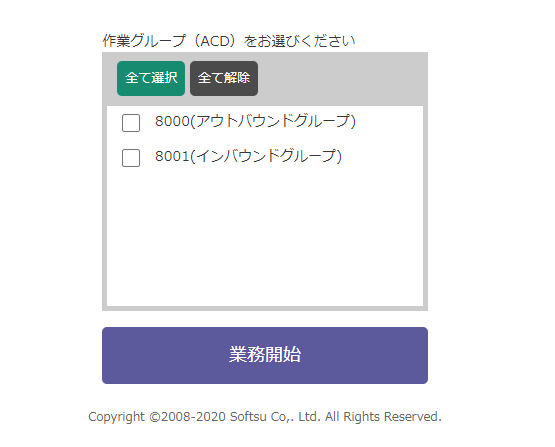 作業グループ（ACD）をお選びください
全て選択 全て解除
8000(アウトバウンドグループ)
8001(インバウンドグループ)
業務開始
Copyright ©2008-2020 Softsu Co,. Ltd. All Rights Reserved.